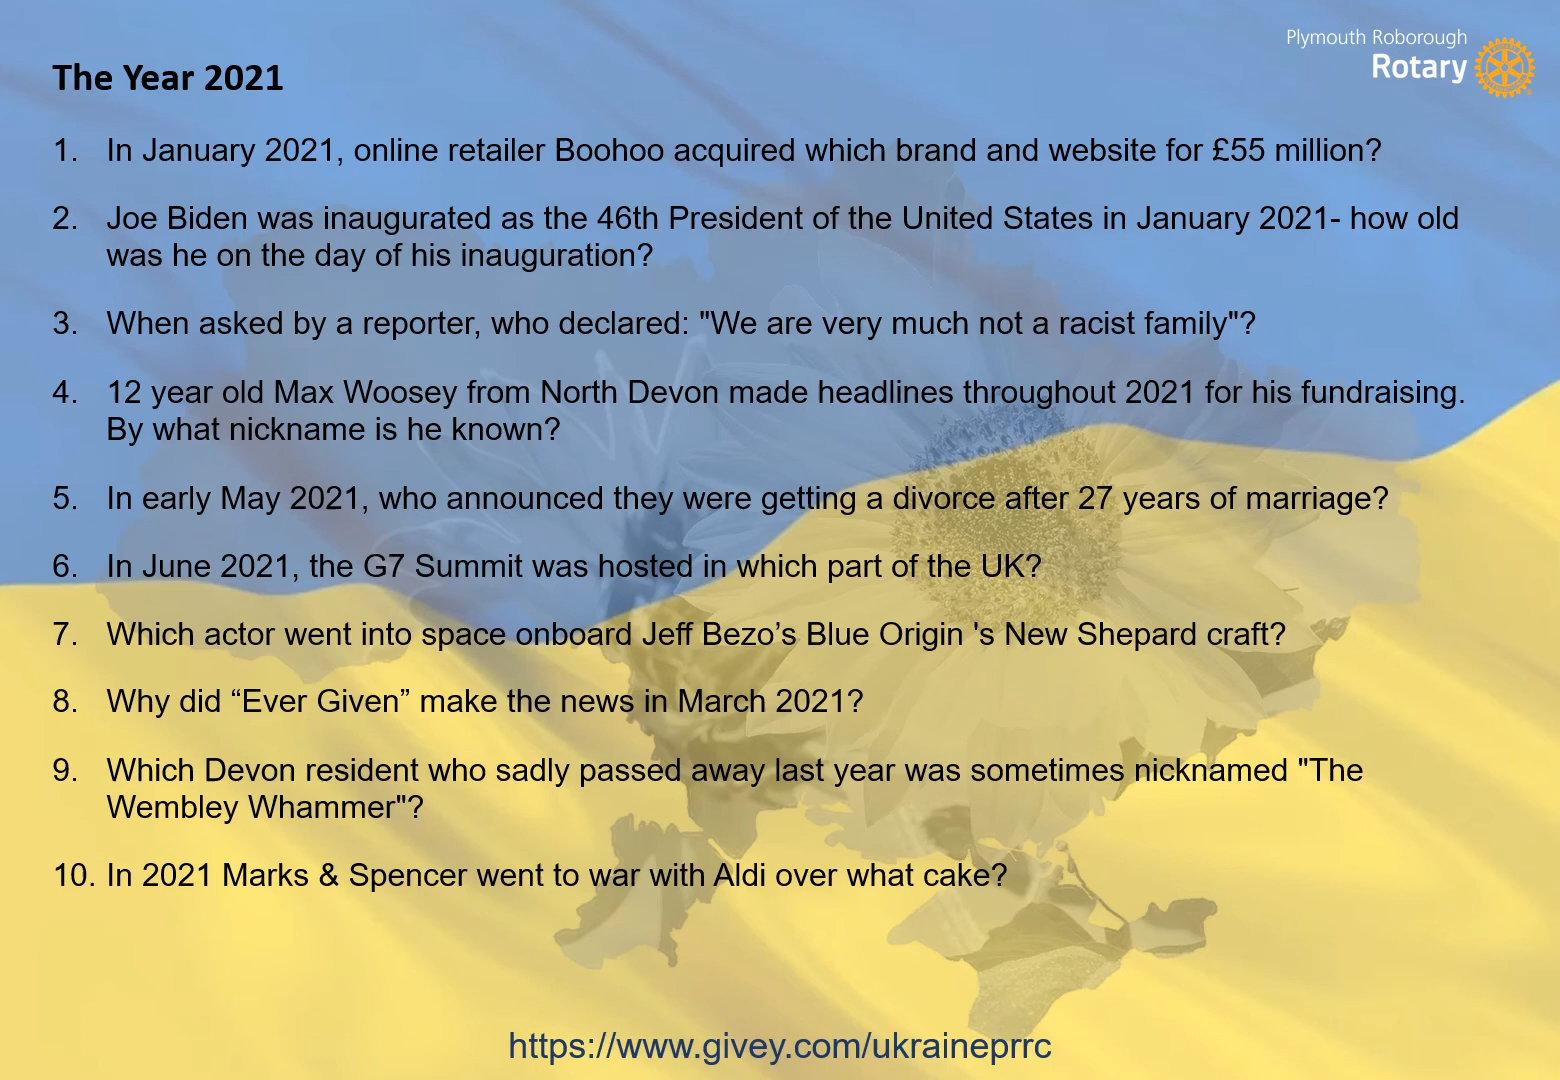 Plymouth Roborough
Rotary
The Year 2021
1. In January 2021, online retailer Boohoo acquired which brand and website for £55 million?
2. Joe Biden was inaugurated as the 46th President of the United States in January 2021- how old
was he on the day of his inauguration?
3. When asked by a reporter, who declared: "We are very much not a racist family"?
4. 12 year old Max Woosey from North Devon made headlines throughout 2021 for his fundraising.
By what nickname is he known?
5. In early May 2021, who announced they were getting a divorce after 27 years of marriage?
6. In June 2021, the G7 Summit was hosted in which part of the UK?
7. Which actor went into space onboard Jeff Bezo’s Blue Origin 's New Shepard craft?
8. Why did “Ever Given” make the news in March 2021?
9. Which Devon resident who sadly passed away last year was sometimes nicknamed "The
Wembley Whammer"?
10. In 2021 Marks & Spencer went to war with Aldi over what cake?
https://www.givey.com/ukraineprrc